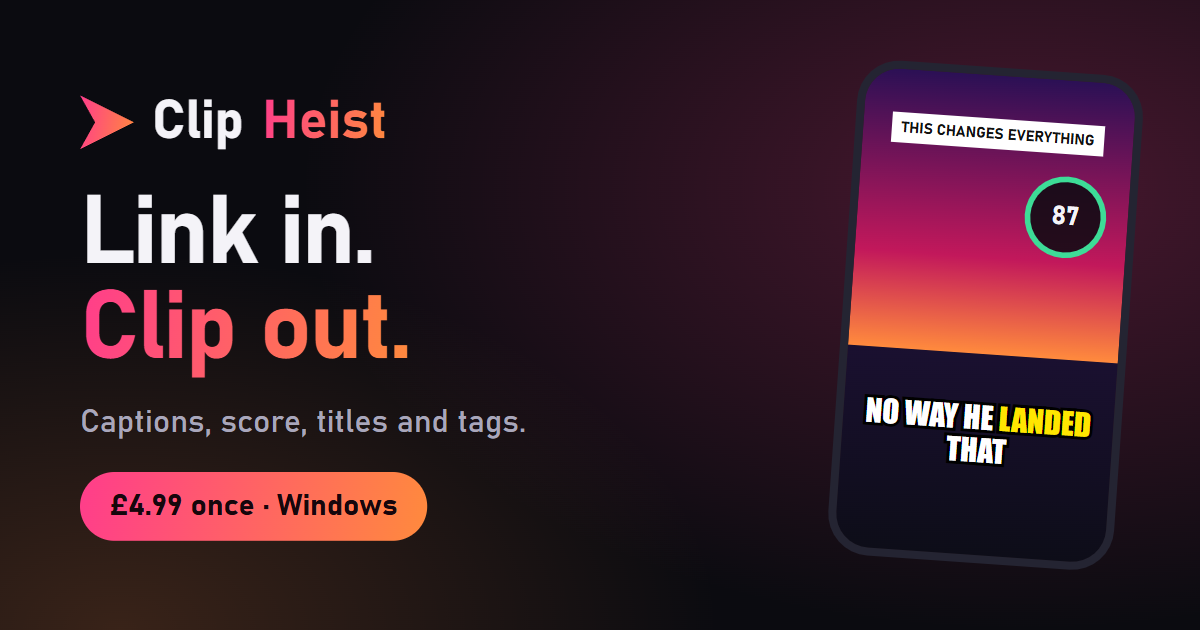 Clip Heist
Link in.
Clip out.
Captions, score, titles and tags.
£4.99 once · Windows
THIS CHANGES EVERYTHING
87
NO WAY HE LANDED
THAT